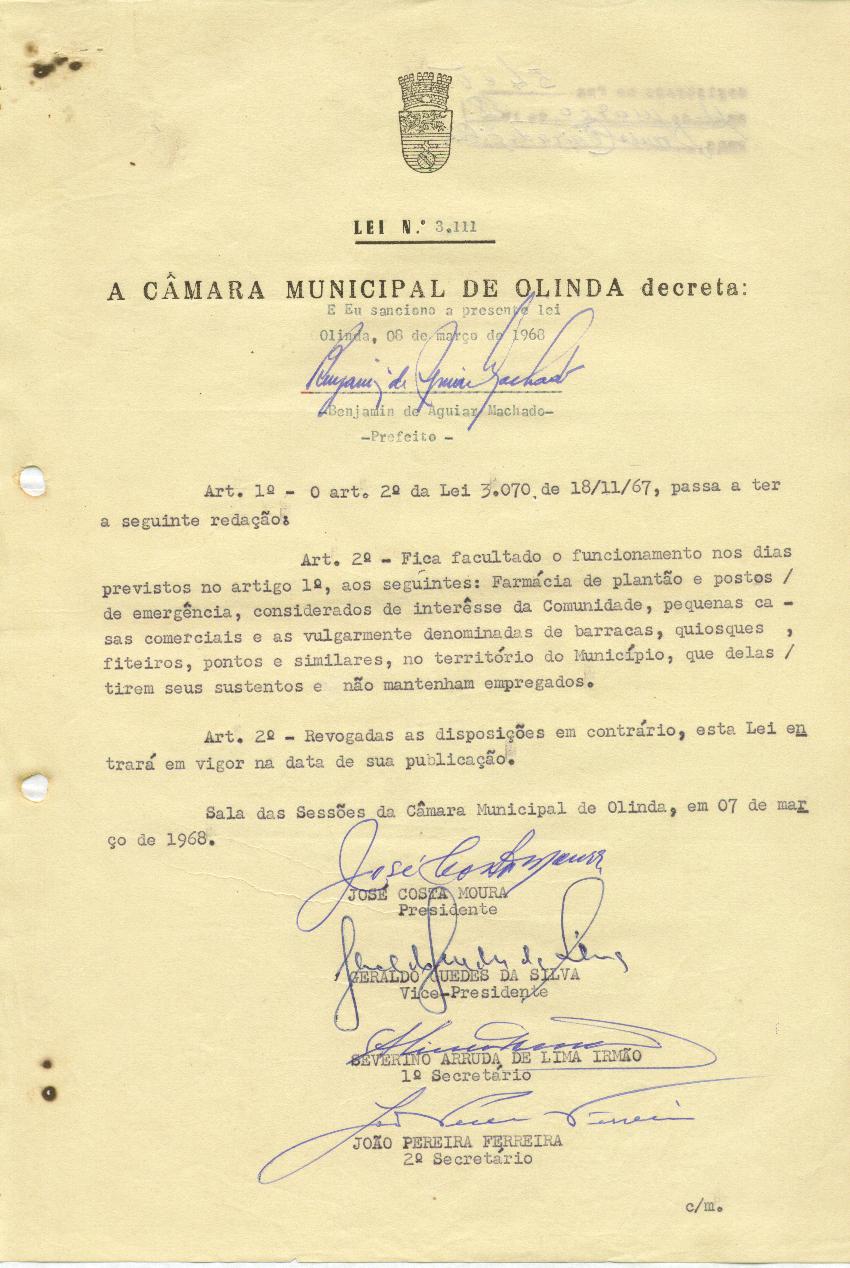 LEI N.º 3.111
A CÂMARA MUNICIPAL DE OLINDA decreta:
E Eu sanciono a presente lei
Olinda, 08 de março de 1968
Benjamin de Aguiar Machado
-Benjamin de Aguiar Machado-
-Prefeito -
Art. 1º - O art. 2º da Lei 3.070 de 18/11/67, passa a ter
a seguinte redação:
Art. 2º - Fica facultado o funcionamento nos dias
previstos no artigo 1º, aos seguintes: Farmácia de plantão e postos /
de emergência, considerados de interêsse da Comunidade, pequenas ca -
sas comerciais e as vulgarmente denominadas de barracas, quiosques ,
fiteiros, pontos e similares, no território do Município, que delas /
tirem seus sustentos e não mantenham empregados.
Art. 2º - Revogadas as disposições em contrário, esta Lei en
trará em vigor na data de sua publicação.
Sala das Sessões da Câmara Municipal de Olinda, em 07 de mar
ço de 1968.
José Costa Moura
JOSÉ COSTA MOURA
Presidente
Geraldo Guedes da Silva
GERALDO GUEDES DA SILVA
Vice-Presidente
SEVERINO ARRUDA DE LIMA IRMÃO
1º Secretário
João Pereira Ferreira
JOÃO PEREIRA FERREIRA
2º Secretário
c/m.